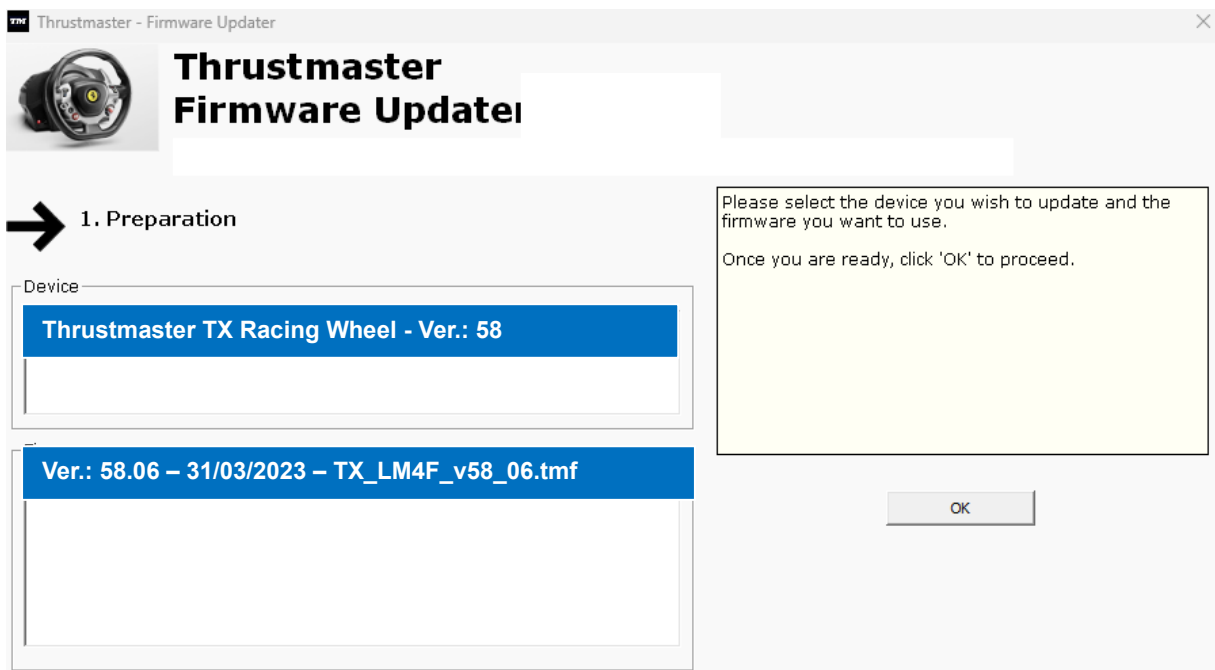 TM Thrustmaster - Firmware Updater
Thrustmaster
Firmware Updater
1. Preparation
Please select the device you wish to update and the
firmware you want to use.
Once you are ready, click 'OK' to proceed.
Device
Thrustmaster TX Racing Wheel - Ver.: 58
Ver.: 58.06 – 31/03/2023 – TX_LM4F_v58_06.tmf
OK